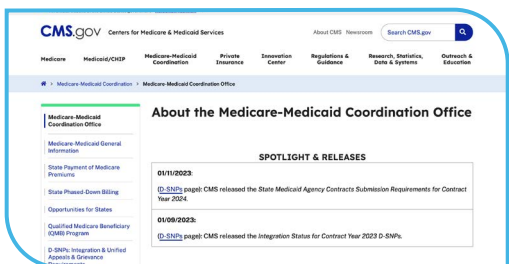 CMS.gov Centers for Medicare & Medicaid Services
About CMS Newsroom Search CMS.gov
Medicare Medicaid/CHIP Medicare-Medicaid Coordination Private Insurance Innovation Center Regulations & Guidance Research, Statistics, Data & Systems Outreach & Education
> Medicare-Medicaid Coordination > Medicare-Medicaid Coordination Office
Medicare-Medicaid
Coordination Office
Medicare-Medicaid General
Information
State Payment of Medicare
Premiums
State Phased-Down Billing
Opportunities for States
Qualified Medicare Beneficiary
(QMB) Program
D-SNPs: Integration & Unified
Appeals & Grievance
Requirements
About the Medicare-Medicaid Coordination Office
SPOTLIGHT & RELEASES
01/11/2023:
(D-SNPs page): CMS released the State Medicaid Agency Contracts Submission Requirements for Contract
Year 2024.
01/09/2023:
(D-SNPs page): CMS released the Integration Status for Contract Year 2023 D-SNPs.